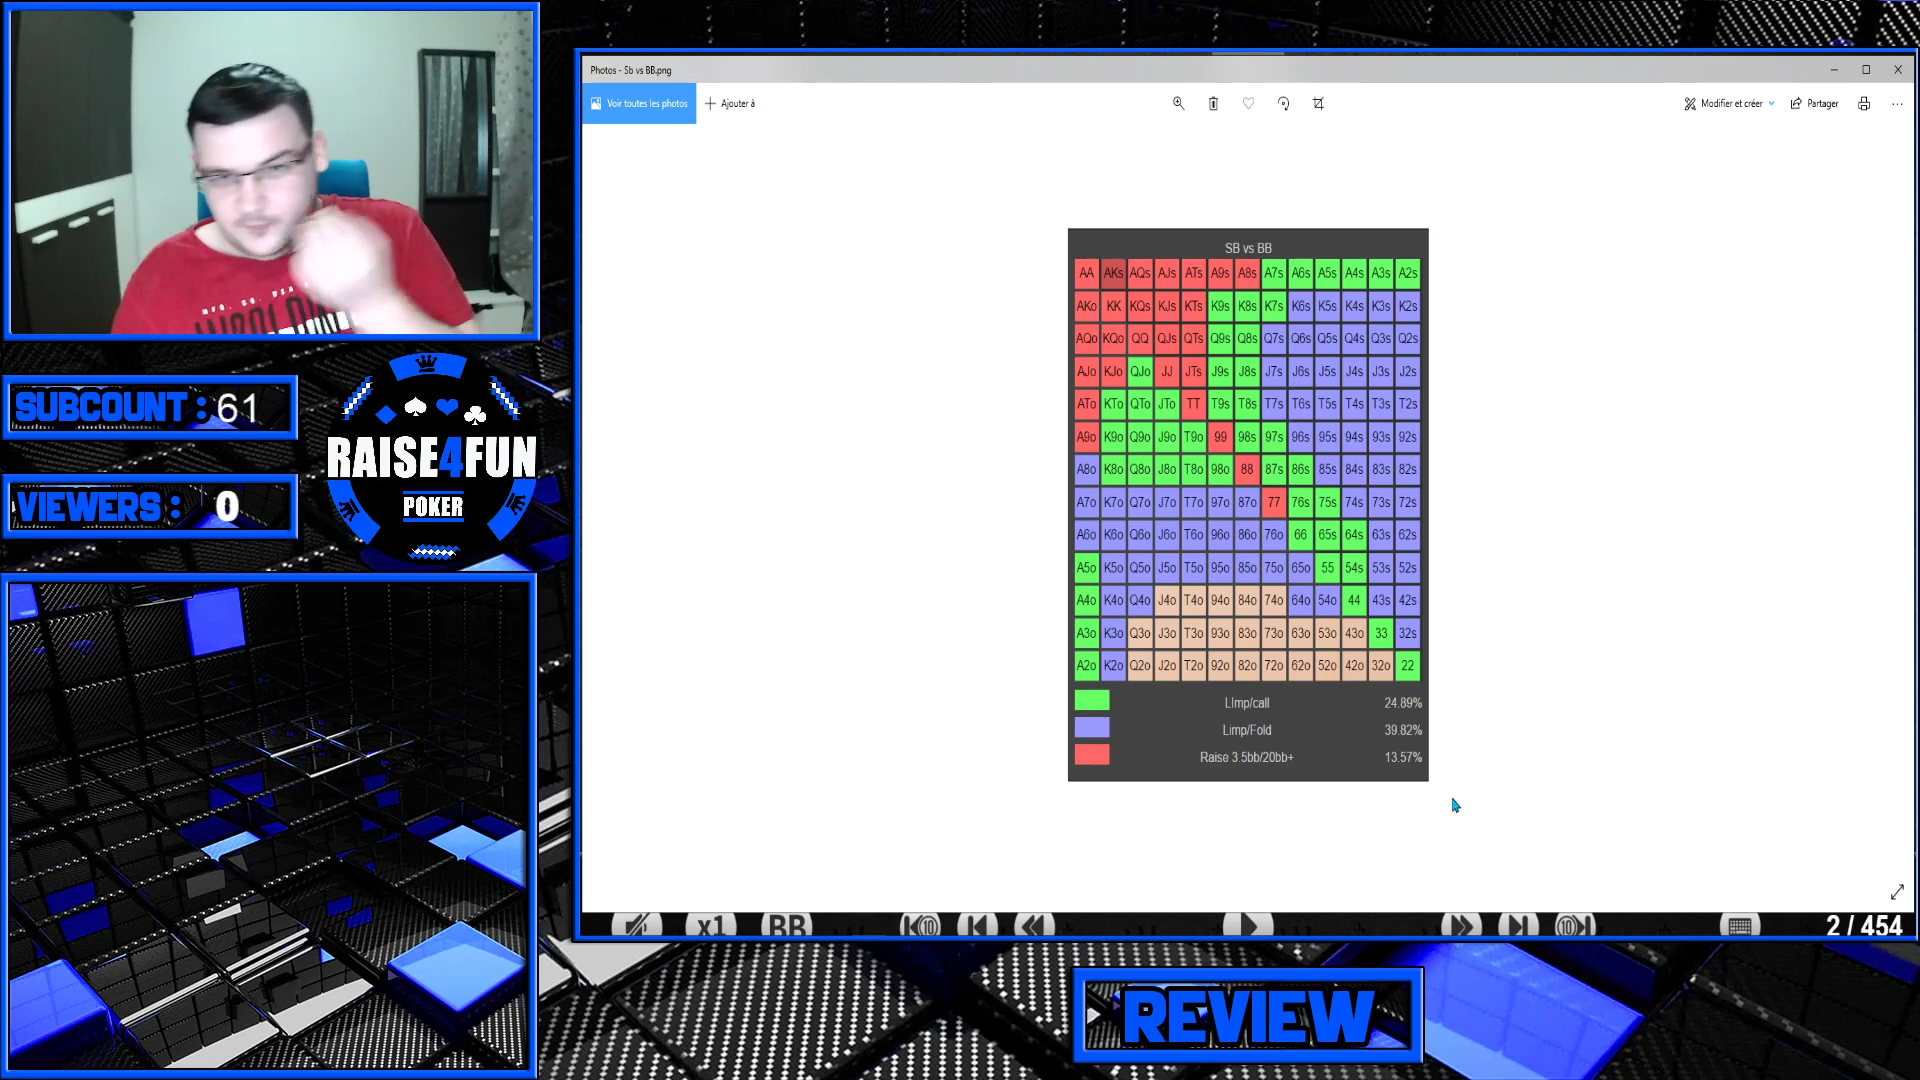 Photos - Sb vs BB.png
Voir toutes les photos
Ajouter à
Modifier et créer
Partager
SB vs BB
AA AKs AQs AJs ATs A9s A8s A7s A6s A5s A4s A3s A2s
AKo KK KQs KJs KTs K9s K8s K7s K6s K5s K4s K3s K2s
AQo KQo QQ QJs QTs Q9s Q8s Q7s Q6s Q5s Q4s Q3s Q2s
AJo KJo QJo JJ JTs J9s J8s J7s J6s J5s J4s J3s J2s
ATo KTo QTo JTo TT T9s T8s T7s T6s T5s T4s T3s T2s
A9o K9o Q9o J9o T9o 99 98s 97s 96s 95s 94s 93s 92s
A8o K8o Q8o J8o T8o 98o 88 87s 86s 85s 84s 83s 82s
A7o K7o Q7o J7o T7o 97o 87o 77 76s 75s 74s 73s 72s
A6o K6o Q6o J6o T6o 96o 86o 76o 66 65s 64s 63s 62s
A5o K5o Q5o J5o T5o 95o 85o 75o 65o 55 54s 53s 52s
A4o K4o Q4o J4o T4o 94o 84o 74o 64o 54o 44 43s 42s
A3o K3o Q3o J3o T3o 93o 83o 73o 63o 53o 43o 33 32s
A2o K2o Q2o J2o T2o 92o 82o 72o 62o 52o 42o 32o 22
LImp/call 24.89%
Limp/Fold 39.82%
Raise 3.5bb/20bb+ 13.57%
SUBCOUNT : 61
VIEWERS : 0
RAISE4FUN
POKER
x1
BB
10
10
2 / 454
REVIEW